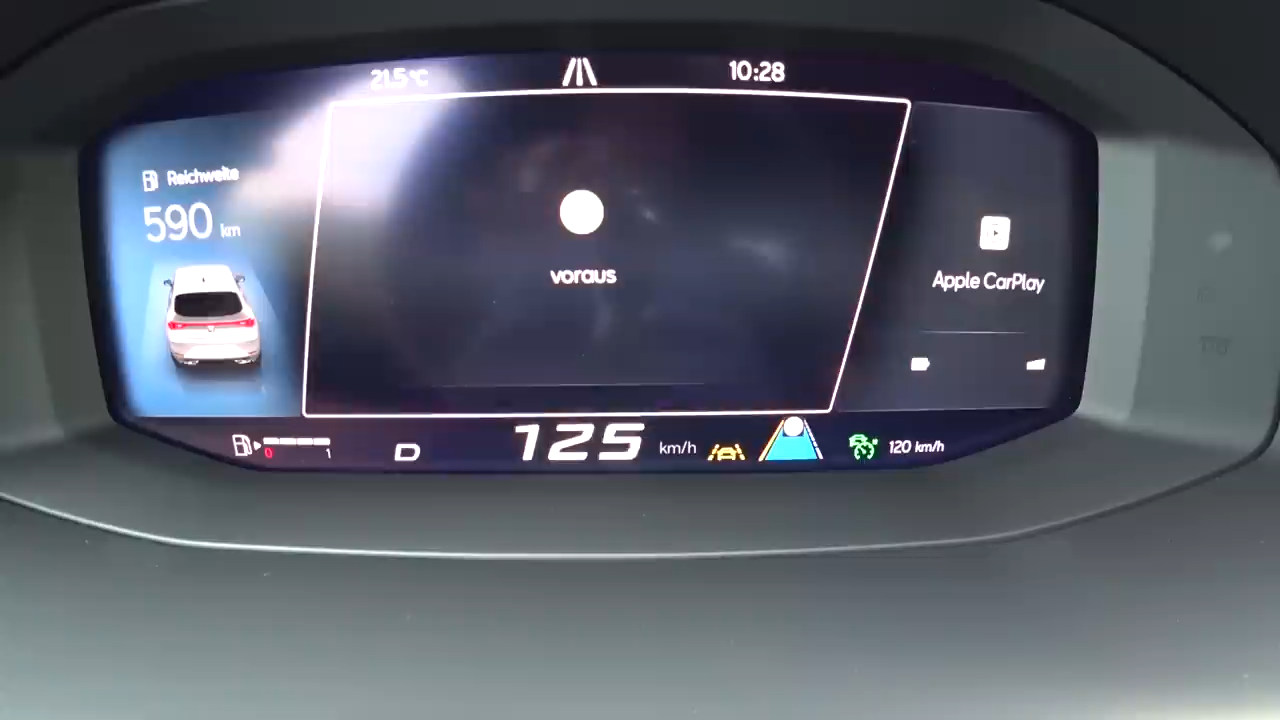 21.5 °C
10:28
Reichweite
590 km
voraus
Apple CarPlay
0 1
D
125 km/h
120 km/h